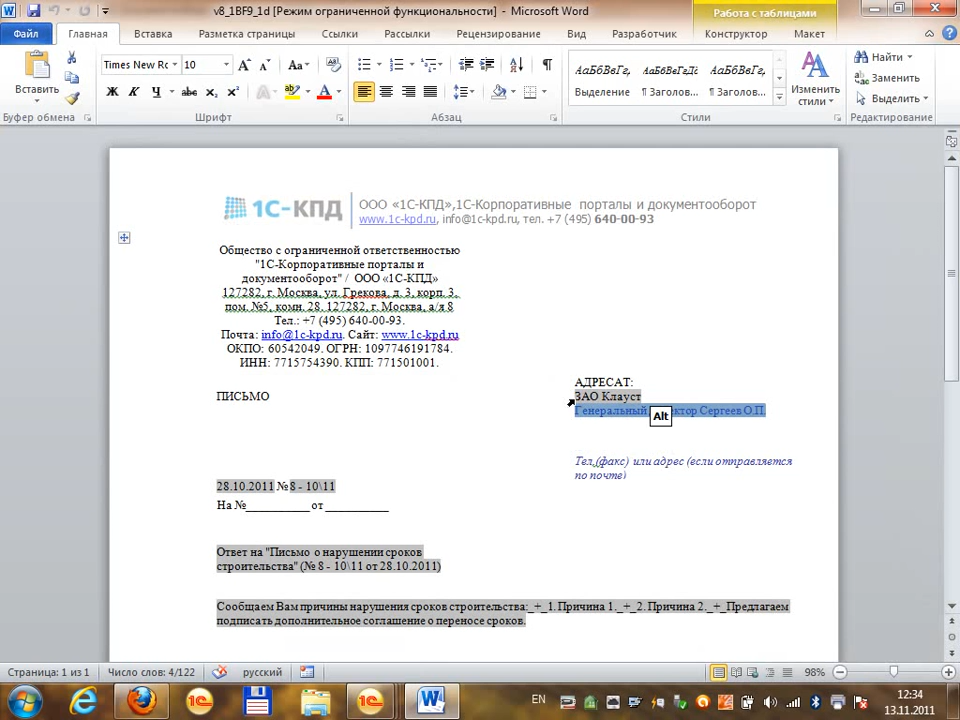 v8_1BF9_1d [Режим ограниченной функциональности] - Microsoft Word
Работа с таблицами
Файл Главная Вставка Разметка страницы Ссылки Рассылки Рецензирование Вид Разработчик Конструктор Макет
Times New Rc 10
Вставить
Буфер обмена
Шрифт
Абзац
АаБбВвГг,
Выделение
АаБбВвГгДс
¶ Заголов...
АаБбВвГг,
¶ Заголов...
Изменить стили
Стили
Найти
Заменить
Выделить
Редактирование
1С-КПД
ООО «1С-КПД»,1С-Корпоративные порталы и документооборот
www.1c-kpd.ru, info@1c-kpd.ru, тел. +7 (495) 640-00-93
Общество с ограниченной ответственностью
"1С-Корпоративные порталы и
документооборот" / ООО «1С-КПД»
127282, г. Москва, ул. Грекова, д. 3, корп. 3,
пом. №5, комн. 28. 127282, г. Москва, а/я 8
Тел.: +7 (495) 640-00-93.
Почта: info@1c-kpd.ru. Сайт: www.1c-kpd.ru
ОКПО: 60542049. ОГРН: 1097746191784.
ИНН: 7715754390. КПП: 771501001.
АДРЕСАТ:
ПИСЬМО
ЗАО Клауст
Генеральный Сергеев О.П.
Alt
Тел.(факс) или адрес (если отправляется
по почте)
28.10.2011 № 8 - 10\11
На №___________ от ___________
Ответ на "Письмо о нарушении сроков
строительства" (№ 8 - 10\11 от 28.10.2011)
Сообщаем Вам причины нарушения сроков строительства:_+_1. Причина 1._+_2. Причина 2._+_Предлагаем
подписать дополнительное соглашение о переносе сроков.
Страница: 1 из 1 Число слов: 4/122 русский 98%
EN
12:34
13.11.2011